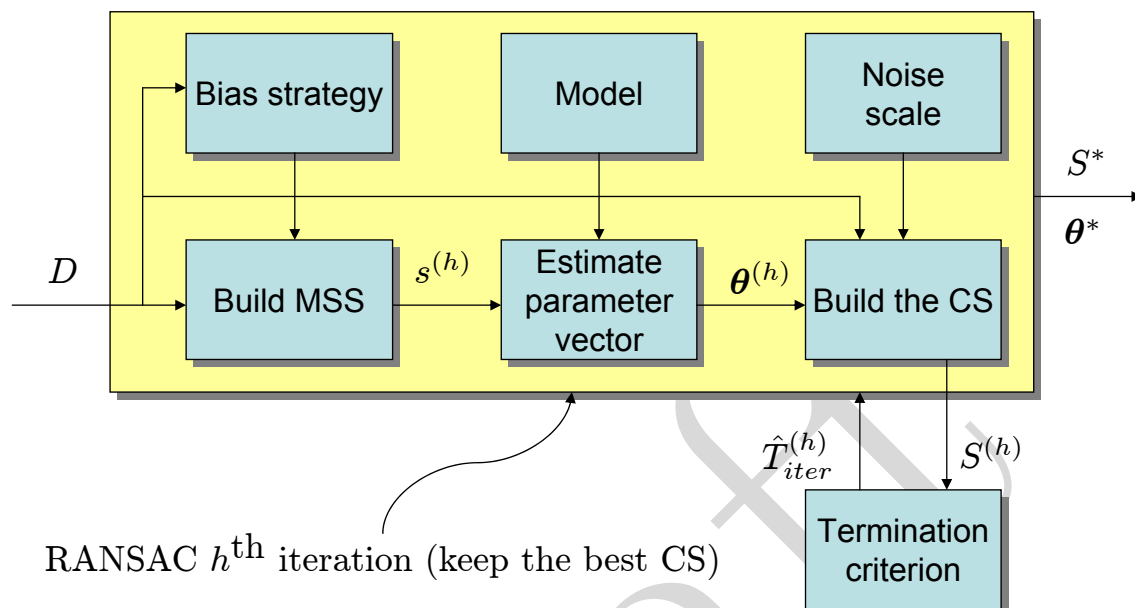 Bias strategy
Model
Noise
scale
S*
θ*
D
Build MSS
s^{(h)}
Estimate
parameter
vector
θ^{(h)}
Build the CS
T̂_{iter}^{(h)}
S^{(h)}
RANSAC h^{th} iteration (keep the best CS)
Termination
criterion